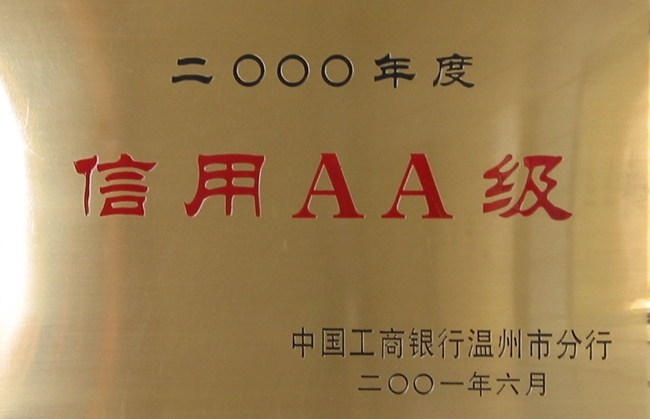 二〇〇〇年度
信用AA级
中国工商银行温州市分行
二〇〇一年六月